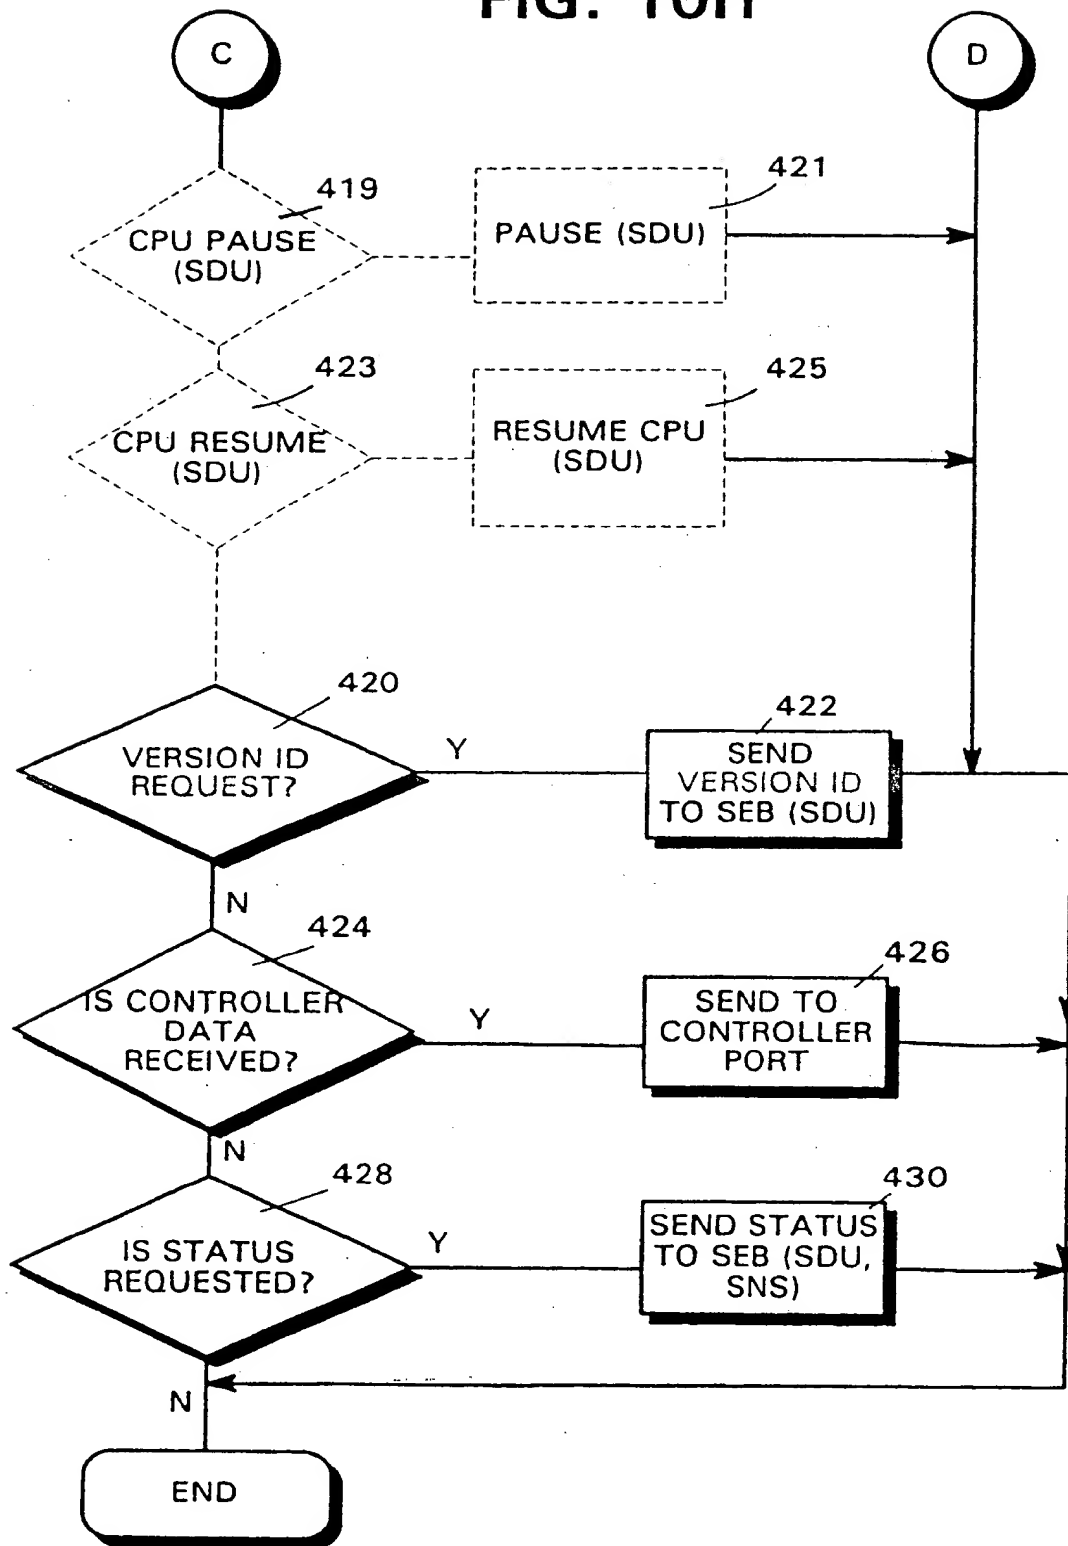 C
D
419
CPU PAUSE
(SDU)
421
PAUSE (SDU)
423
CPU RESUME
(SDU)
425
RESUME CPU
(SDU)
420
VERSION ID
REQUEST?
Y
422
SEND
VERSION ID
TO SEB (SDU)
N
424
IS CONTROLLER
DATA
RECEIVED?
Y
426
SEND TO
CONTROLLER
PORT
N
428
IS STATUS
REQUESTED?
Y
430
SEND STATUS
TO SEB (SDU,
SNS)
N
END